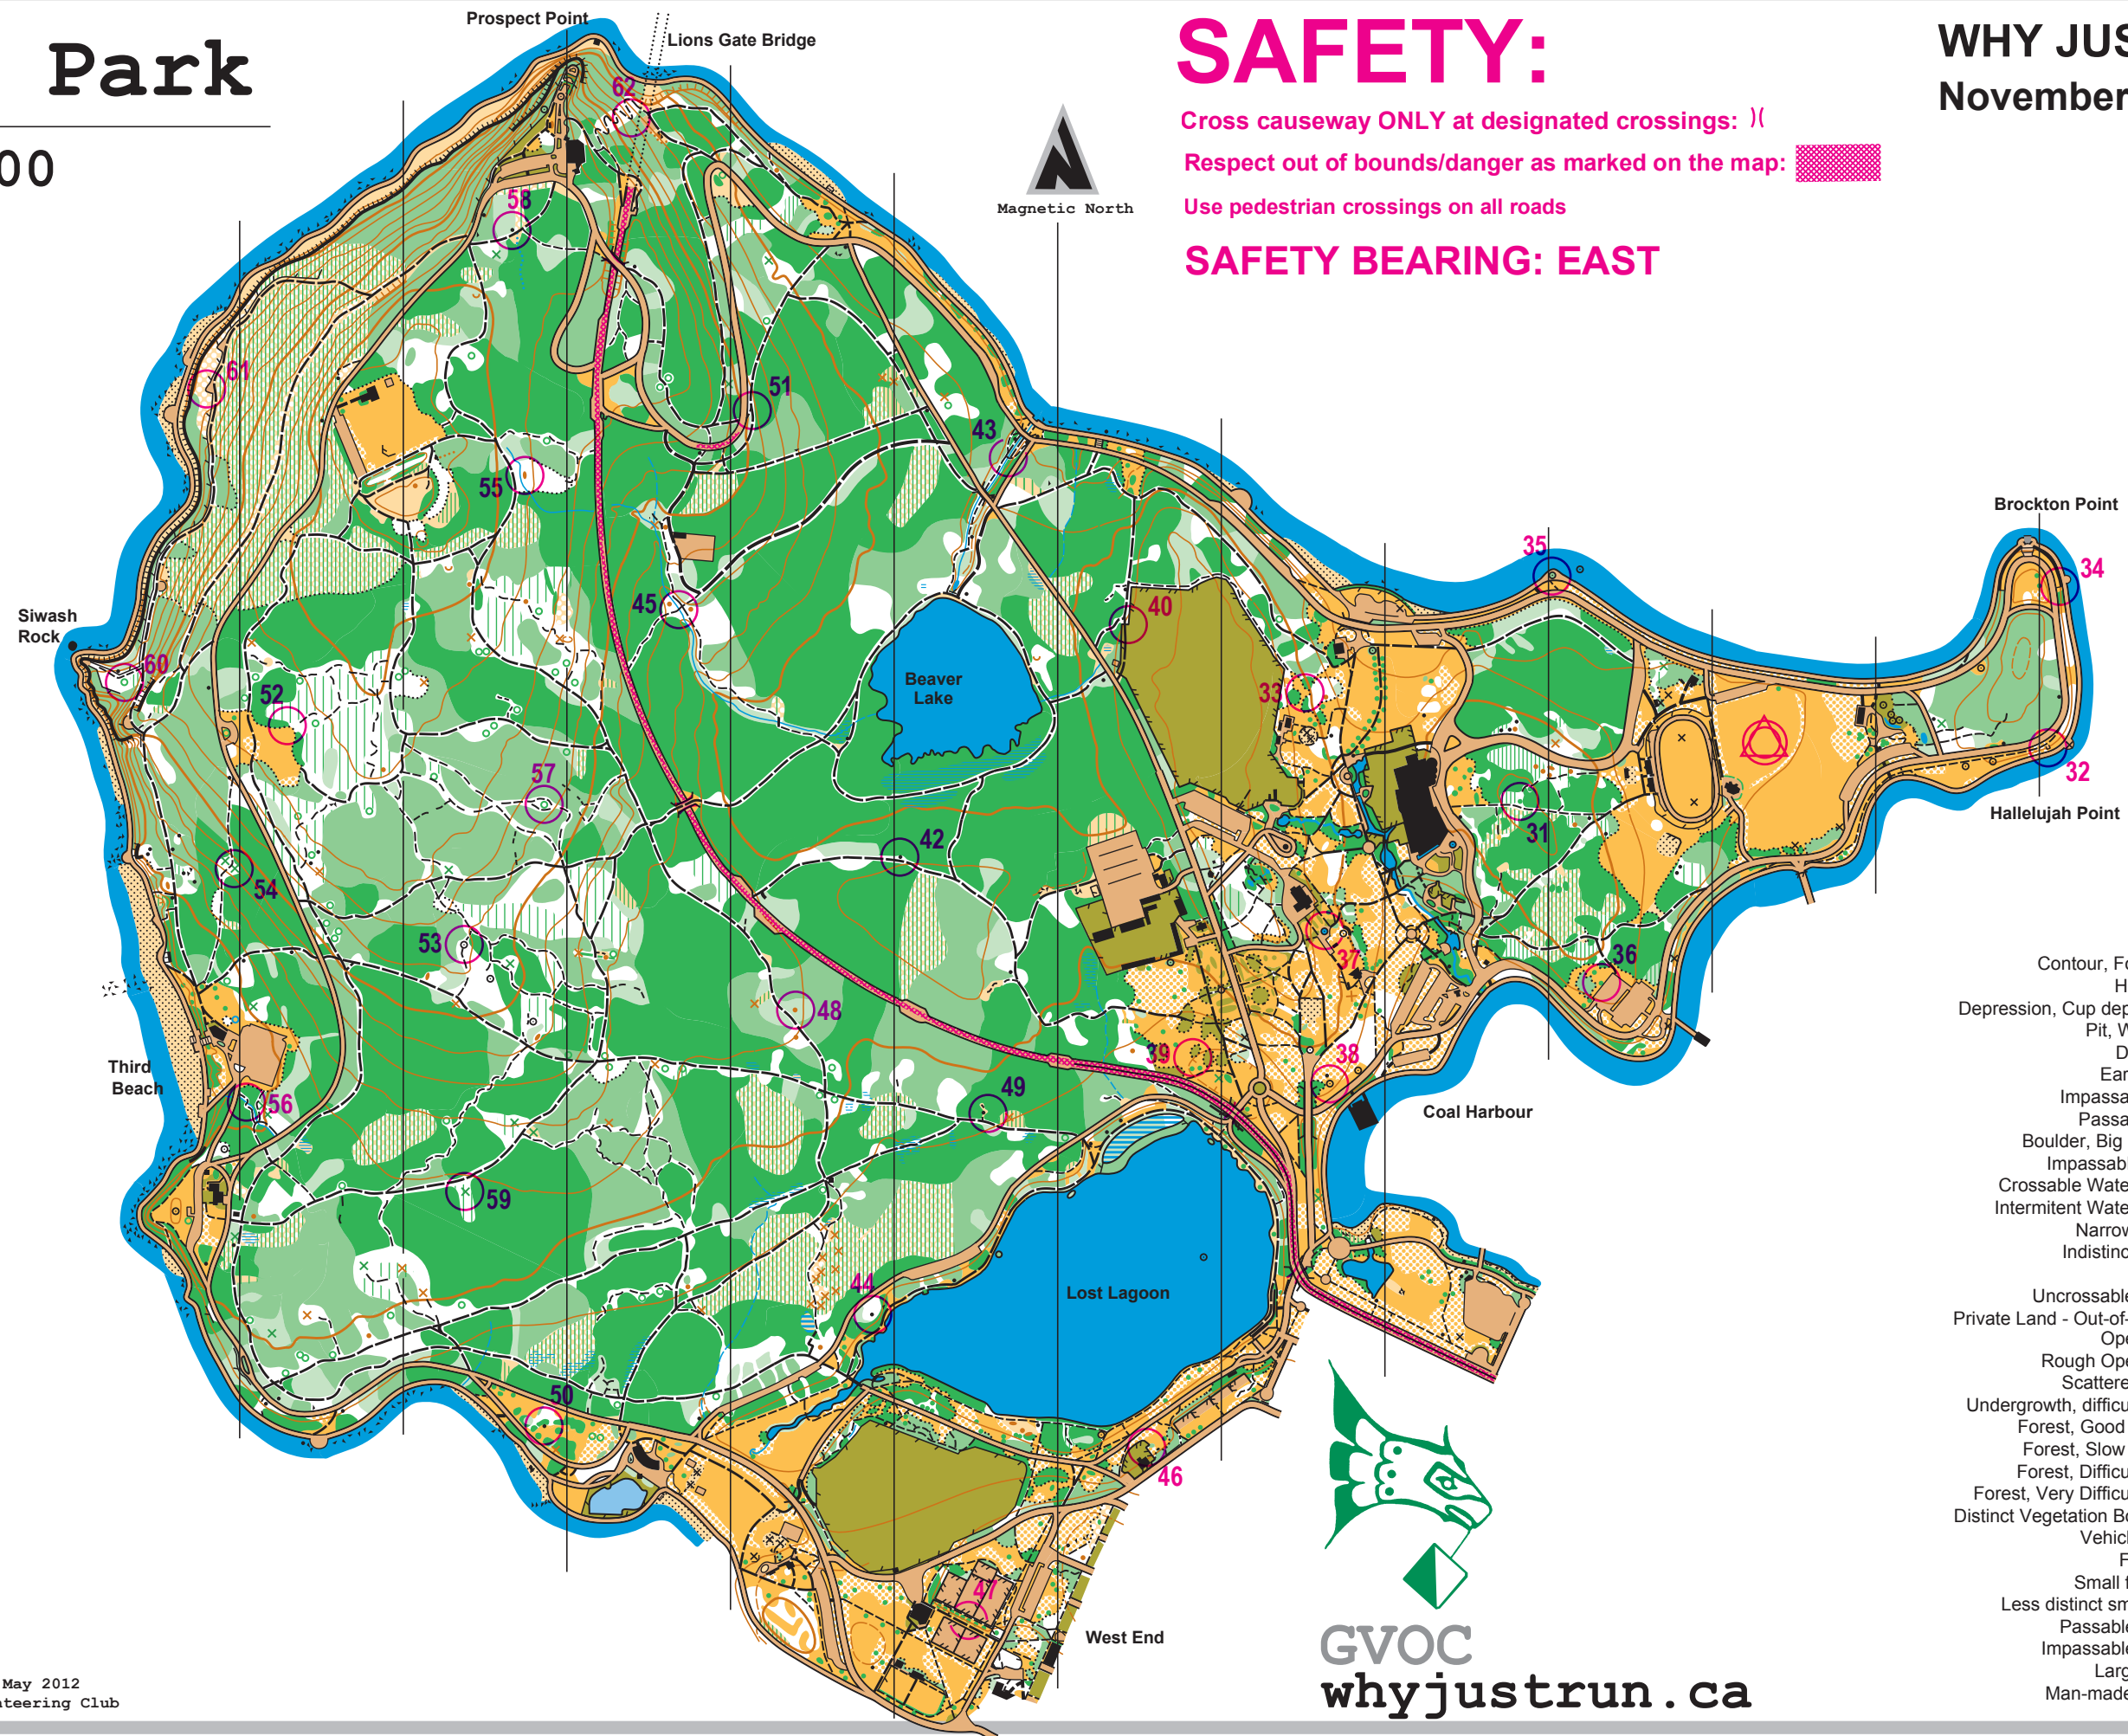 Park
00
SAFETY:
Cross causeway ONLY at designated crossings:
Respect out of bounds/danger as marked on the map:
Use pedestrian crossings on all roads
SAFETY BEARING: EAST
WHY JUS
November
Prospect Point
Lions Gate Bridge
Magnetic North
62
58
61
51
43
55
45
40
35
Brockton Point
34
Siwash
Rock
60
52
Beaver
Lake
33
32
57
Hallelujah Point
31
42
54
53
36
37
48
39
38
49
Third
Beach
56
Coal Harbour
59
44
Lost Lagoon
50
46
47
West End
Contour, Fo
H
Depression, Cup dep
Pit, W
D
Ear
Impassa
Passa
Boulder, Big
Impassab
Crossable Wate
Intermitent Wate
Narrow
Indistinc
Uncrossable
Private Land - Out-of-
Ope
Rough Ope
Scattere
Undergrowth, difficu
Forest, Good
Forest, Slow
Forest, Difficu
Forest, Very Difficu
Distinct Vegetation Bo
Vehicl
F
Small f
Less distinct sm
Passable
Impassable
Larg
Man-made
GVOC
whyjustrun.ca
May 2012
nteering Club